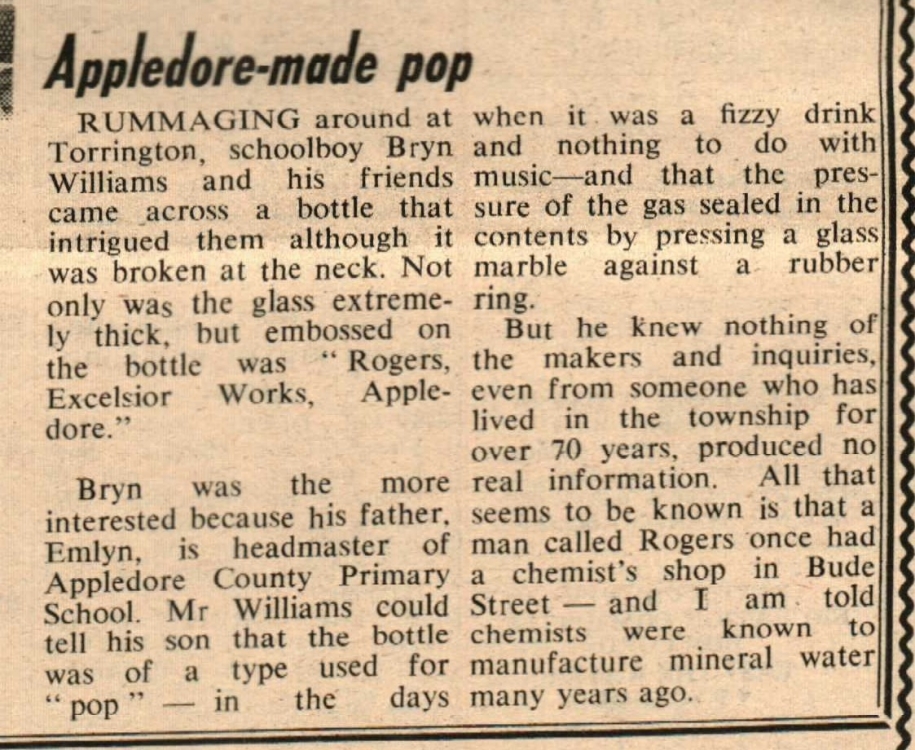 Appledore-made pop
RUMMAGING around at
Torrington, schoolboy Bryn
Williams and his friends
came across a bottle that
intrigued them although it
was broken at the neck. Not
only was the glass extreme-
ly thick, but embossed on
the bottle was “ Rogers,
Excelsior Works, Apple-
dore.”
Bryn was the more
interested because his father,
Emlyn, is headmaster of
Appledore County Primary
School. Mr Williams could
tell his son that the bottle
was of a type used for
“ pop ” — in the days
when it was a fizzy drink
and nothing to do with
music—and that the pres-
sure of the gas sealed in the
contents by pressing a glass
marble against a rubber
ring.
But he knew nothing of
the makers and inquiries,
even from someone who has
lived in the township for
over 70 years, produced no
real information. All that
seems to be known is that a
man called Rogers once had
a chemist’s shop in Bude
Street — and I am told
chemists were known to
manufacture mineral water
many years ago.